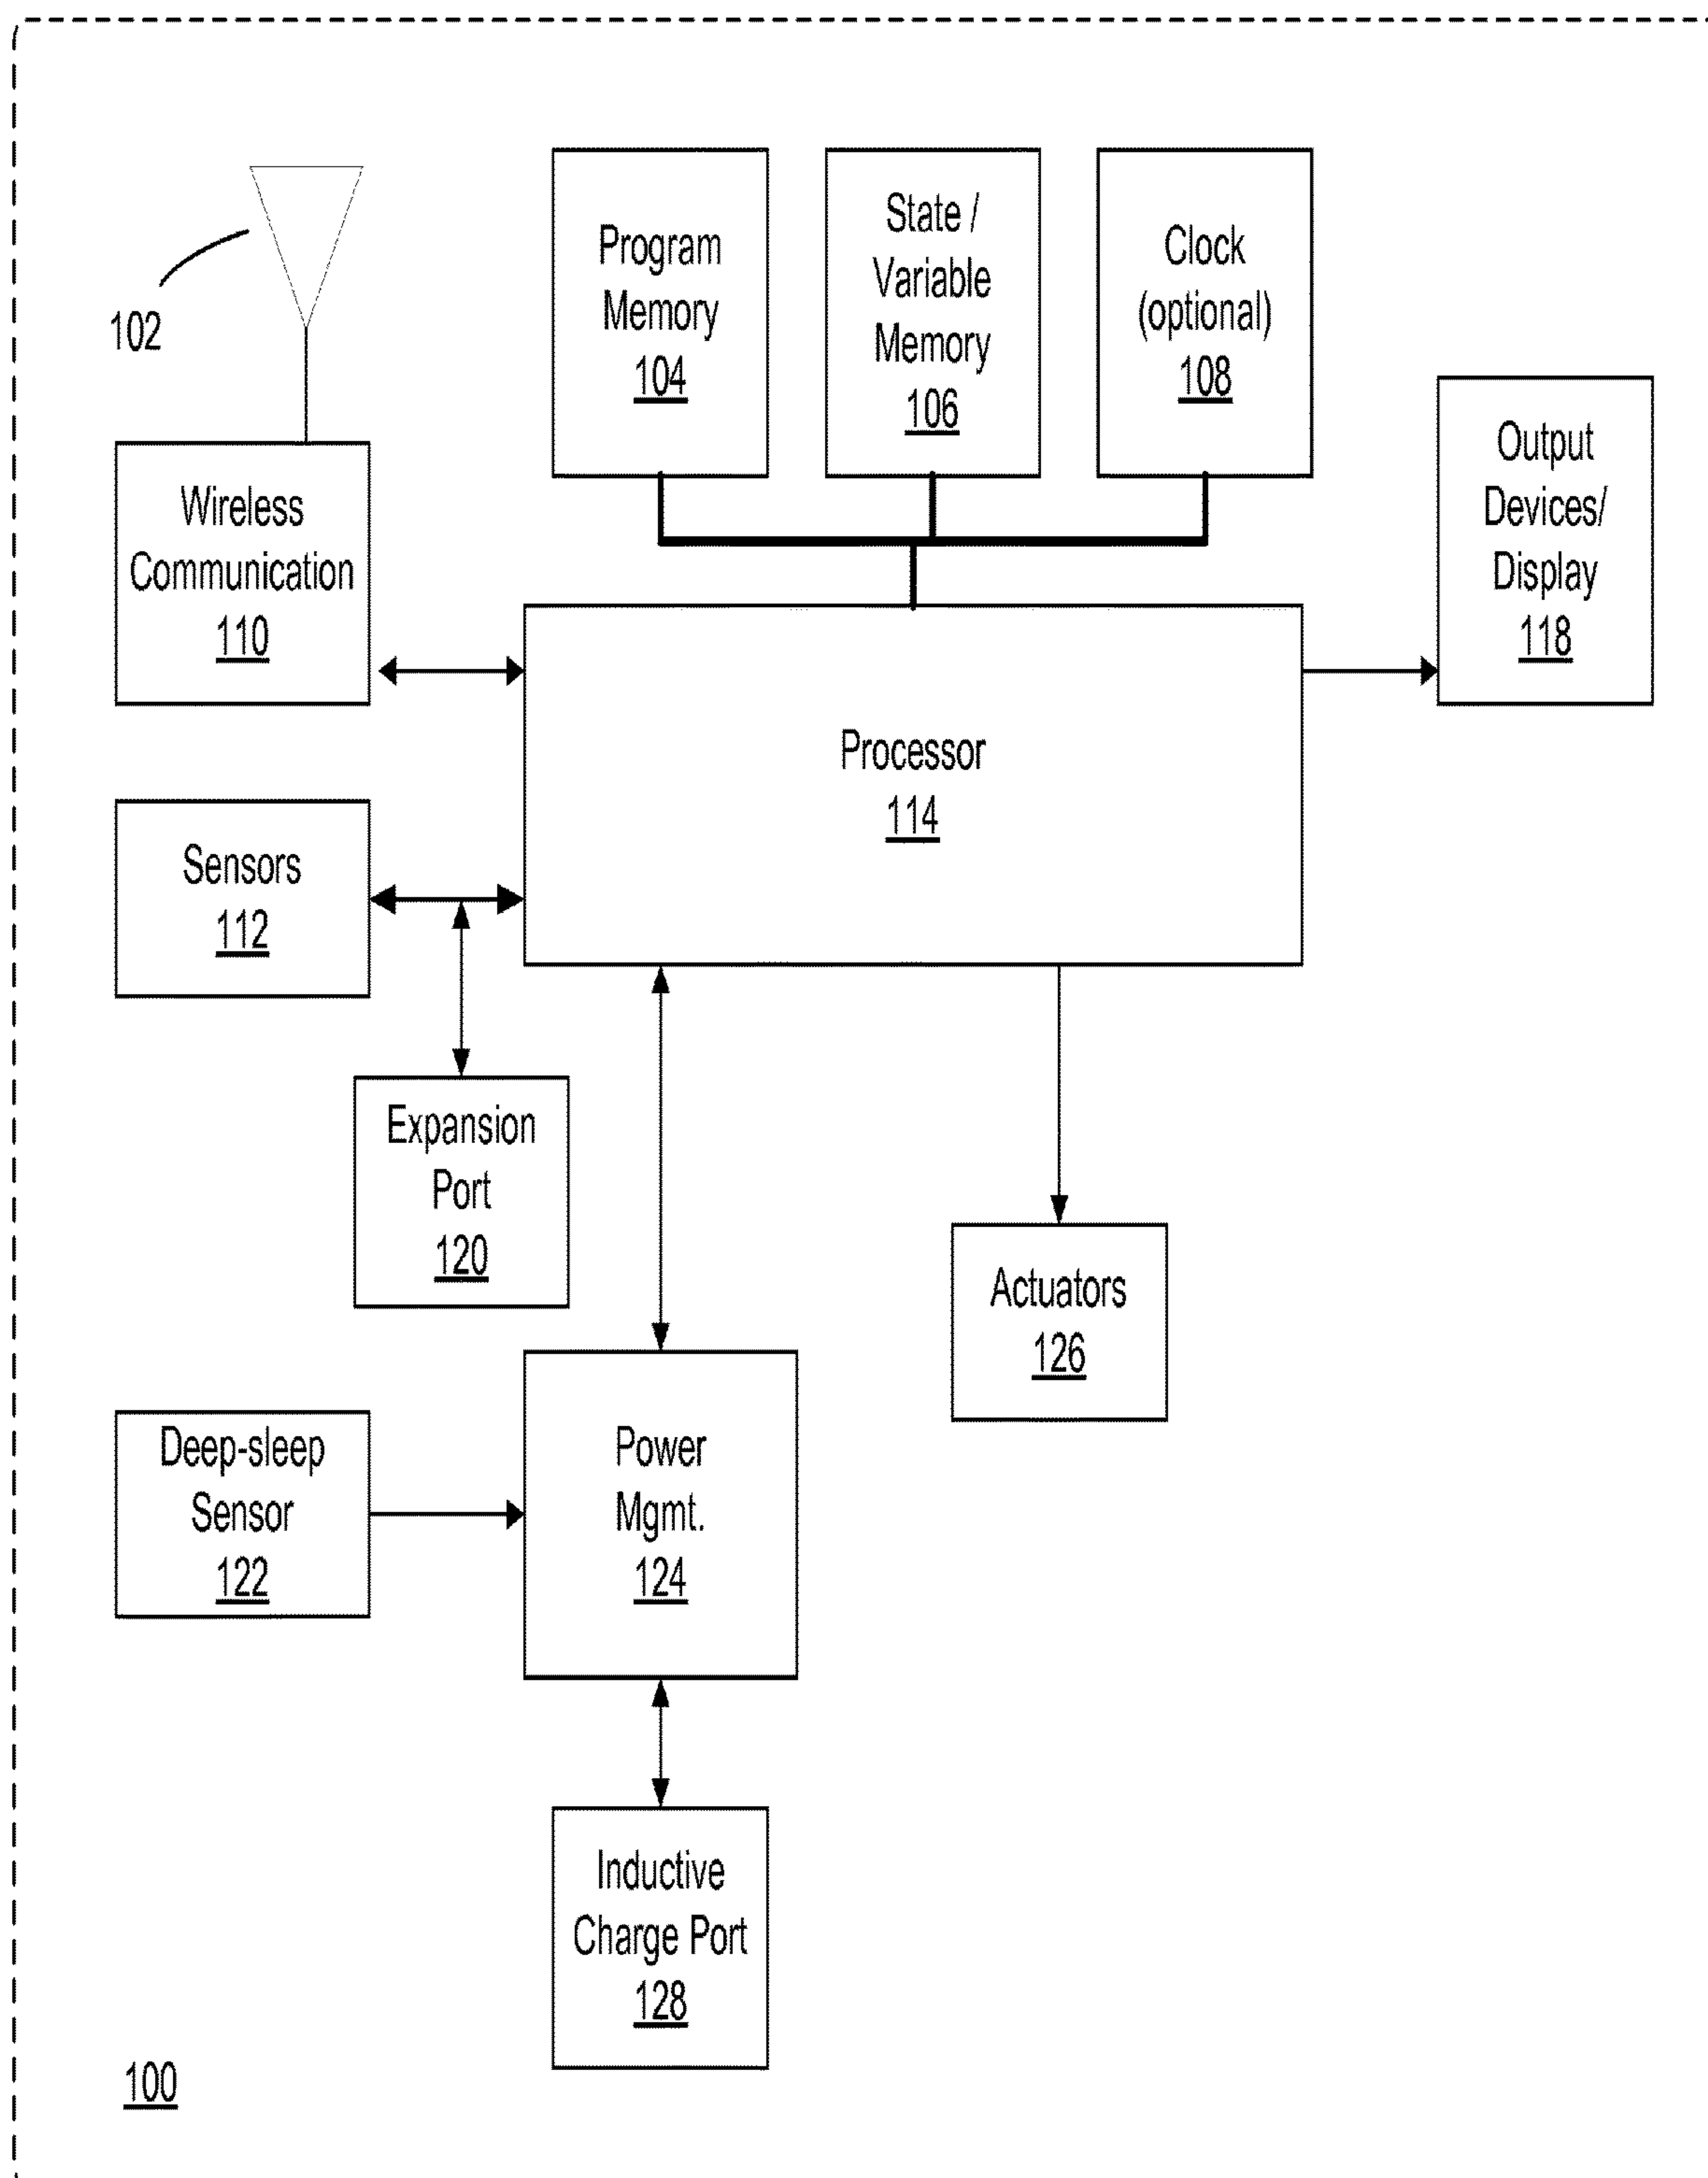 102
Program
Memory
104
State /
Variable
Memory
106
Clock
(optional)
108
Output
Devices/
Display
118
Wireless
Communication
110
Processor
114
Sensors
112
Expansion
Port
120
Actuators
126
Deep-sleep
Sensor
122
Power
Mgmt.
124
Inductive
Charge Port
128
100